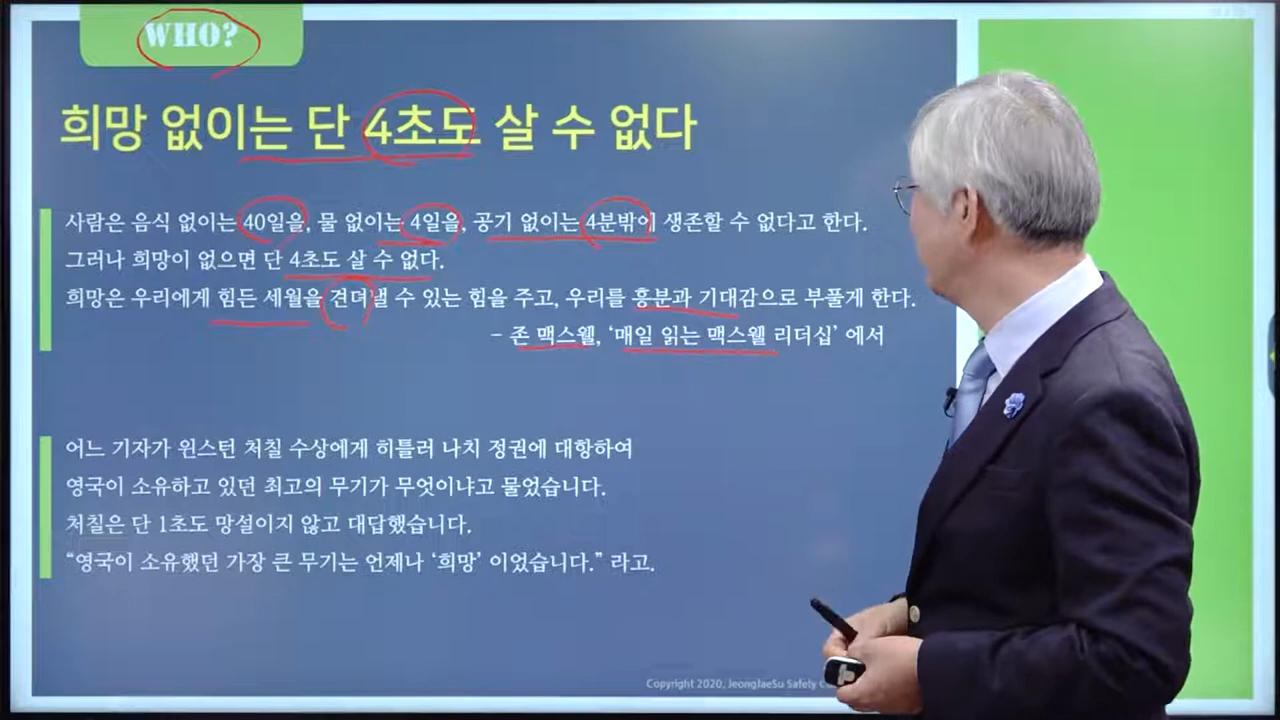 WHO?
희망 없이는 단 4초도 살 수 없다
사람은 음식 없이는 40일을, 물 없이는 4일을, 공기 없이는 4분밖에 생존할 수 없다고 한다.
그러나 희망이 없으면 단 4초도 살 수 없다.
희망은 우리에게 힘든 세월을 견뎌낼 수 있는 힘을 주고, 우리를 흥분과 기대감으로 부풀게 한다.
- 존 맥스웰, ‘매일 읽는 맥스웰 리더십’ 에서
어느 기자가 윈스턴 처칠 수상에게 히틀러 나치 정권에 대항하여
영국이 소유하고 있던 최고의 무기가 무엇이냐고 물었습니다.
처칠은 단 1초도 망설이지 않고 대답했습니다.
“영국이 소유했던 가장 큰 무기는 언제나 ‘희망’ 이었습니다.” 라고.
Copyright 2020, JeongJaeSu Safety